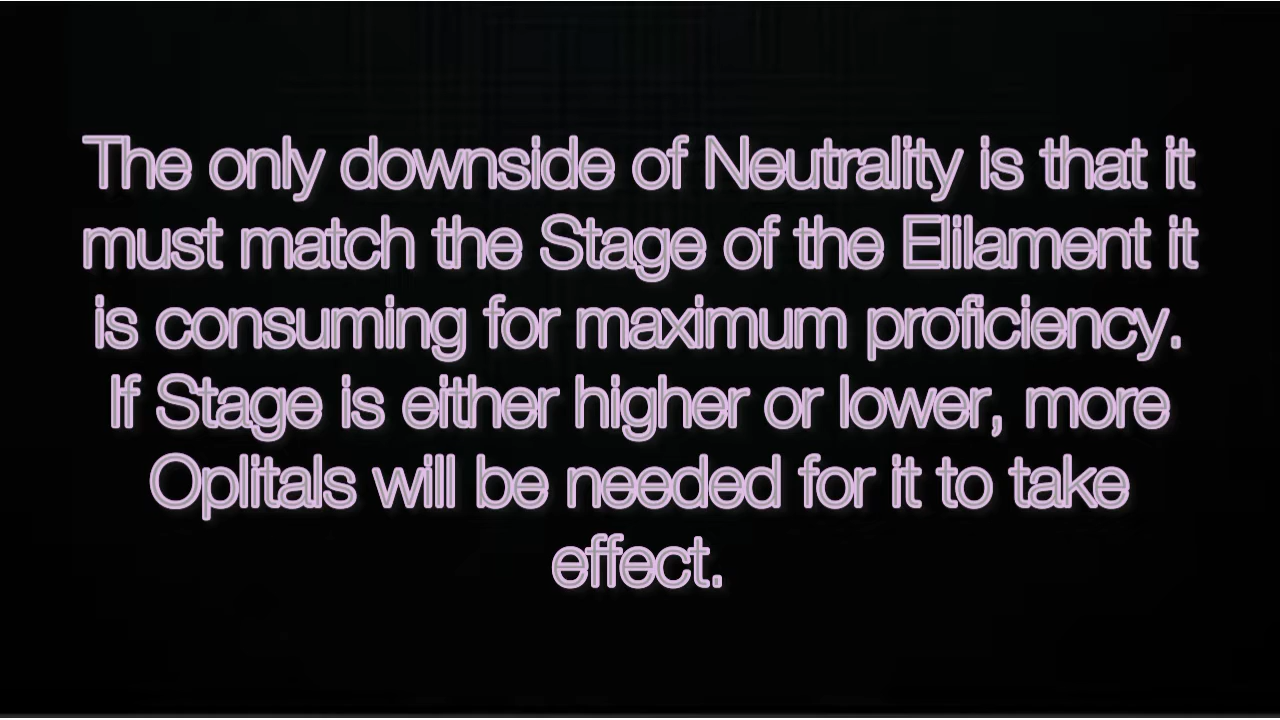 The only downside of Neutrality is that it
must match the Stage of the Elilament it
is consuming for maximum proficiency.
If Stage is either higher or lower, more
Oplitals will be needed for it to take
effect.